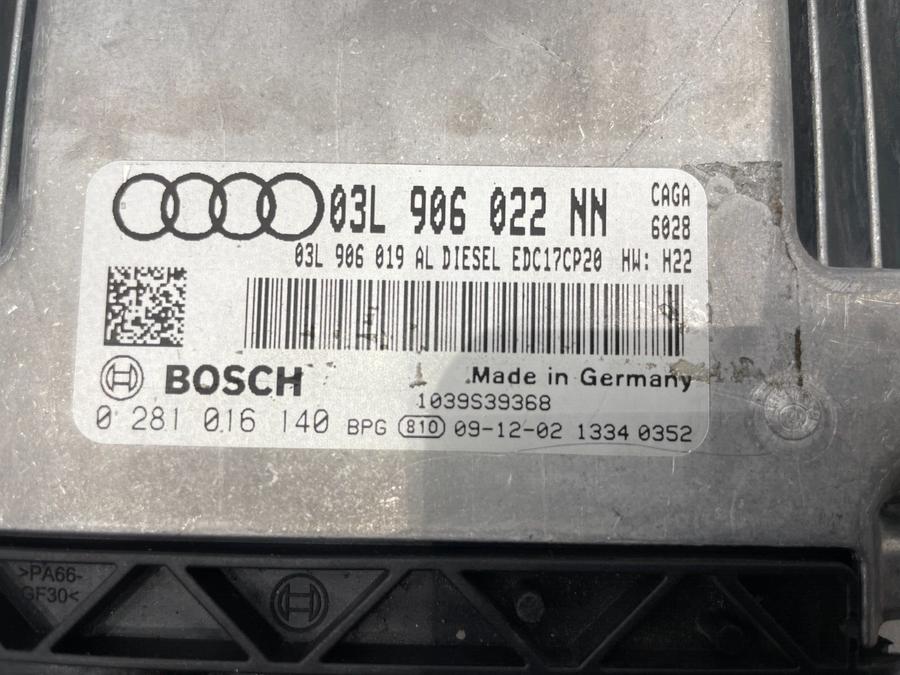 03L 906 022 NN CAGA
6028
03L 906 019 AL DIESEL EDC17CP20 HW: H22
BOSCH Made in Germany
1039S39368
0 281 016 140 BPG 810 09-12-02 1334 0352
>PA66-
GF30<